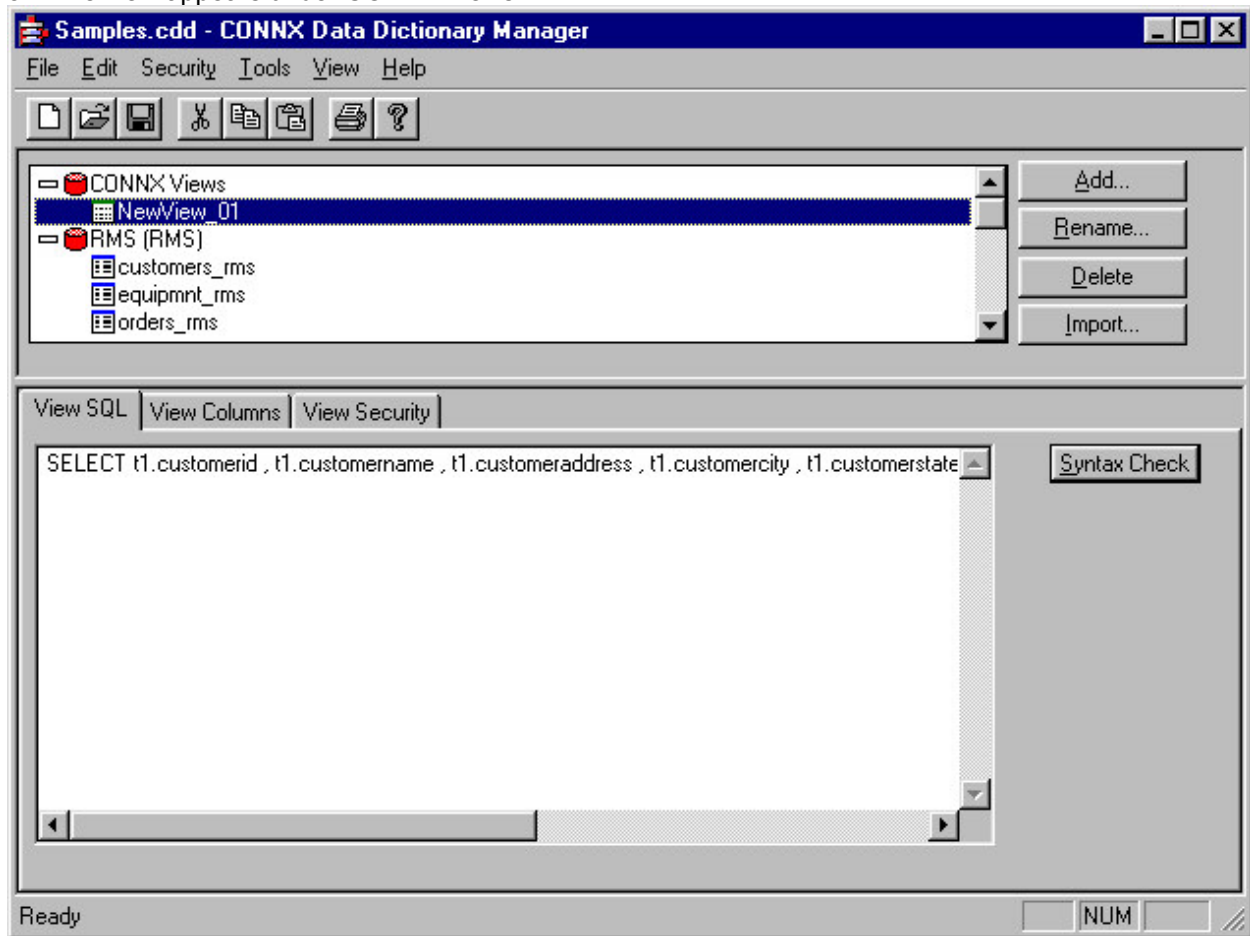 Samples.cdd - CONNX Data Dictionary Manager
File Edit Security Tools View Help
CONNX Views
NewView_01
RMS (RMS)
customers_rms
equipmnt_rms
orders_rms
Add...
Rename...
Delete
Import...
View SQL View Columns View Security
SELECT t1.customerid , t1.customername , t1.customeraddress , t1.customercity , t1.customerstate
Syntax Check
Ready
NUM